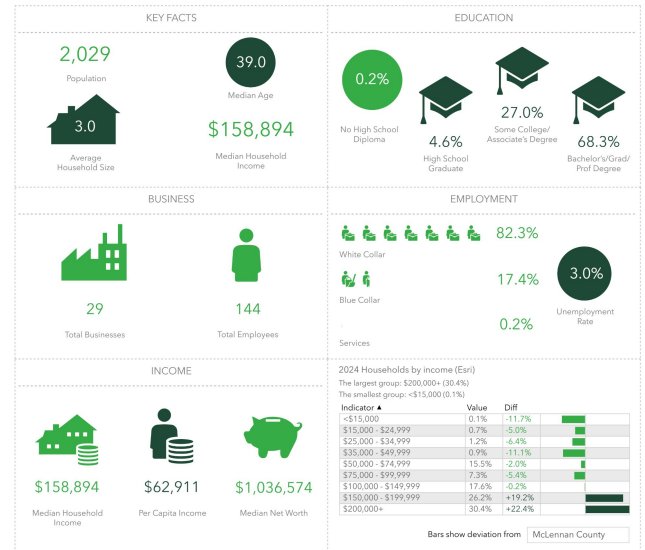 KEY FACTS
2,029
Population
39.0
Median Age
3.0
Average
Household Size
$158,894
Median Household
Income
EDUCATION
0.2%
No High School
Diploma
4.6%
High School
Graduate
27.0%
Some College/
Associate's Degree
68.3%
Bachelor's/Grad/
Prof Degree
BUSINESS
29
Total Businesses
144
Total Employees
EMPLOYMENT
82.3%
White Collar
17.4%
Blue Collar
0.2%
Services
3.0%
Unemployment
Rate
INCOME
$158,894
Median Household
Income
$62,911
Per Capita Income
$1,036,574
Median Net Worth
2024 Households by income (Esri)
The largest group: $200,000+ (30.4%)
The smallest group: <$15,000 (0.1%)
Indicator ▲ Value Diff
<$15,000 0.1% -11.7%
$15,000 - $24,999 0.7% -5.0%
$25,000 - $34,999 1.2% -6.4%
$35,000 - $49,999 0.9% -11.1%
$50,000 - $74,999 15.5% -2.0%
$75,000 - $99,999 7.3% -5.4%
$100,000 - $149,999 17.6% -0.2%
$150,000 - $199,999 26.2% +19.2%
$200,000+ 30.4% +22.4%
Bars show deviation from McLennan County